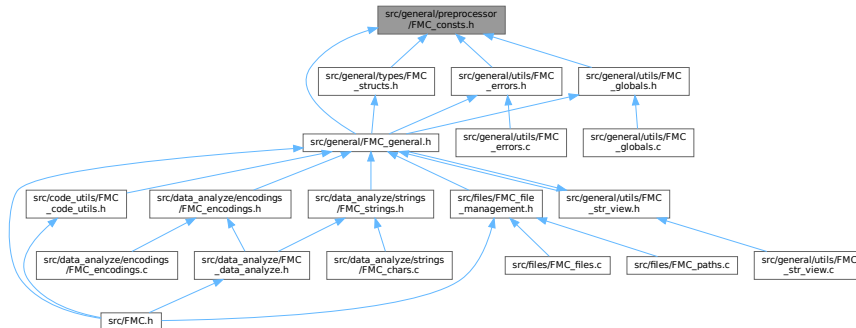 src/general/preprocessor
/FMC_consts.h
src/general/types/FMC
_structs.h
src/general/utils/FMC
_errors.h
src/general/utils/FMC
_globals.h
src/general/FMC_general.h
src/general/utils/FMC
_errors.c
src/general/utils/FMC
_globals.c
src/code_utils/FMC
_code_utils.h
src/data_analyze/encodings
/FMC_encodings.h
src/data_analyze/strings
/FMC_strings.h
src/files/FMC_file
_management.h
src/general/utils/FMC
_str_view.h
src/data_analyze/encodings
/FMC_encodings.c
src/data_analyze/FMC
_data_analyze.h
src/data_analyze/strings
/FMC_chars.c
src/files/FMC_files.c
src/files/FMC_paths.c
src/general/utils/FMC
_str_view.c
src/FMC.h